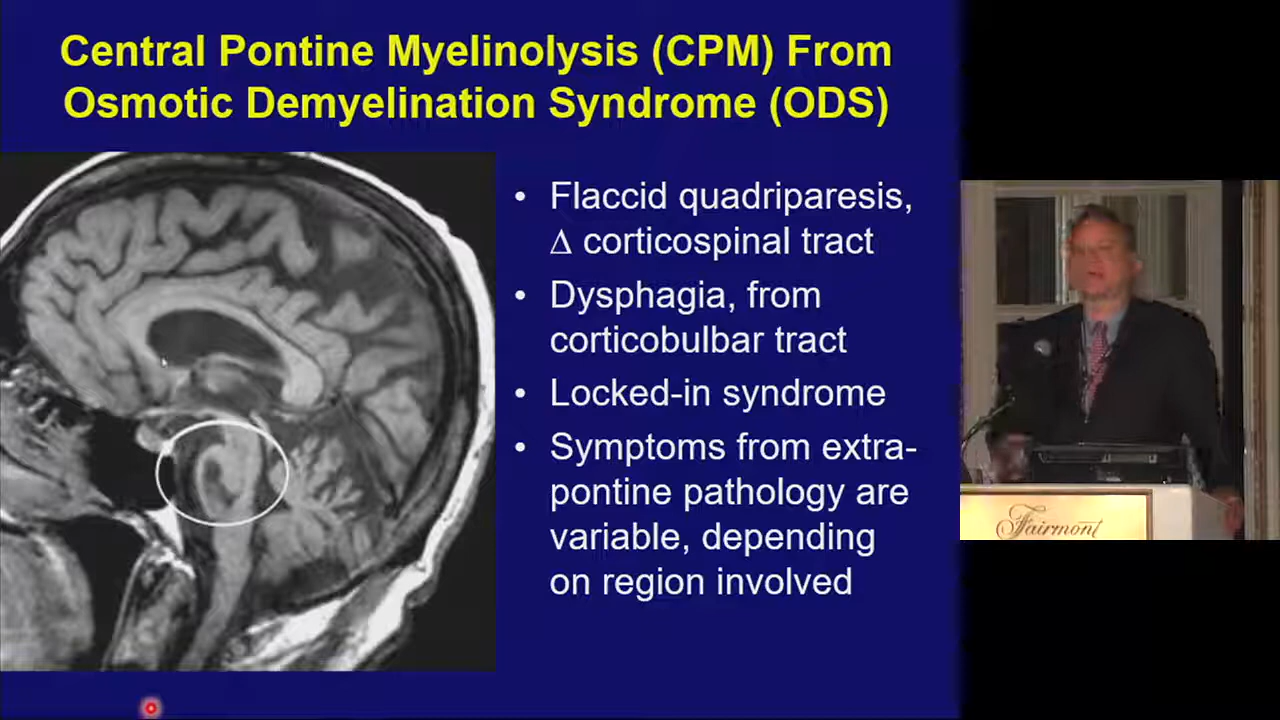 Central Pontine Myelinolysis (CPM) From
Osmotic Demyelination Syndrome (ODS)
• Flaccid quadriparesis,
Δ corticospinal tract
• Dysphagia, from
corticobulbar tract
• Locked-in syndrome
• Symptoms from extra-
pontine pathology are
variable, depending
on region involved
Fairmont